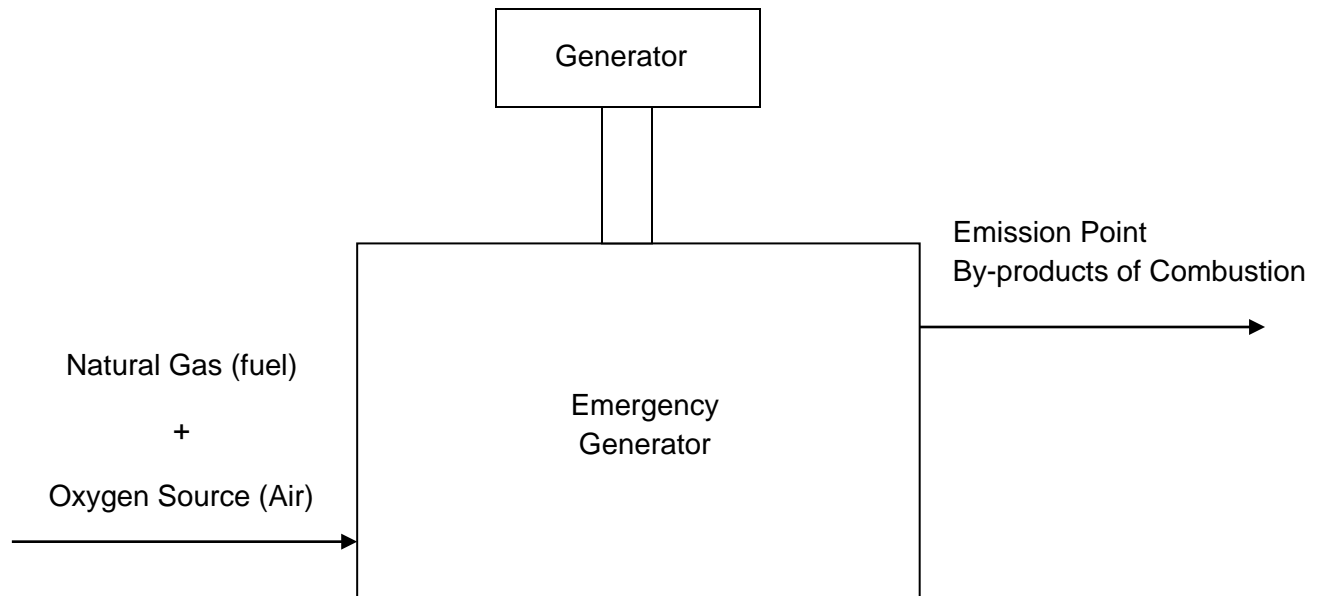 Generator
Emission Point
By-products of Combustion
Natural Gas (fuel)
+
Oxygen Source (Air)
Emergency
Generator